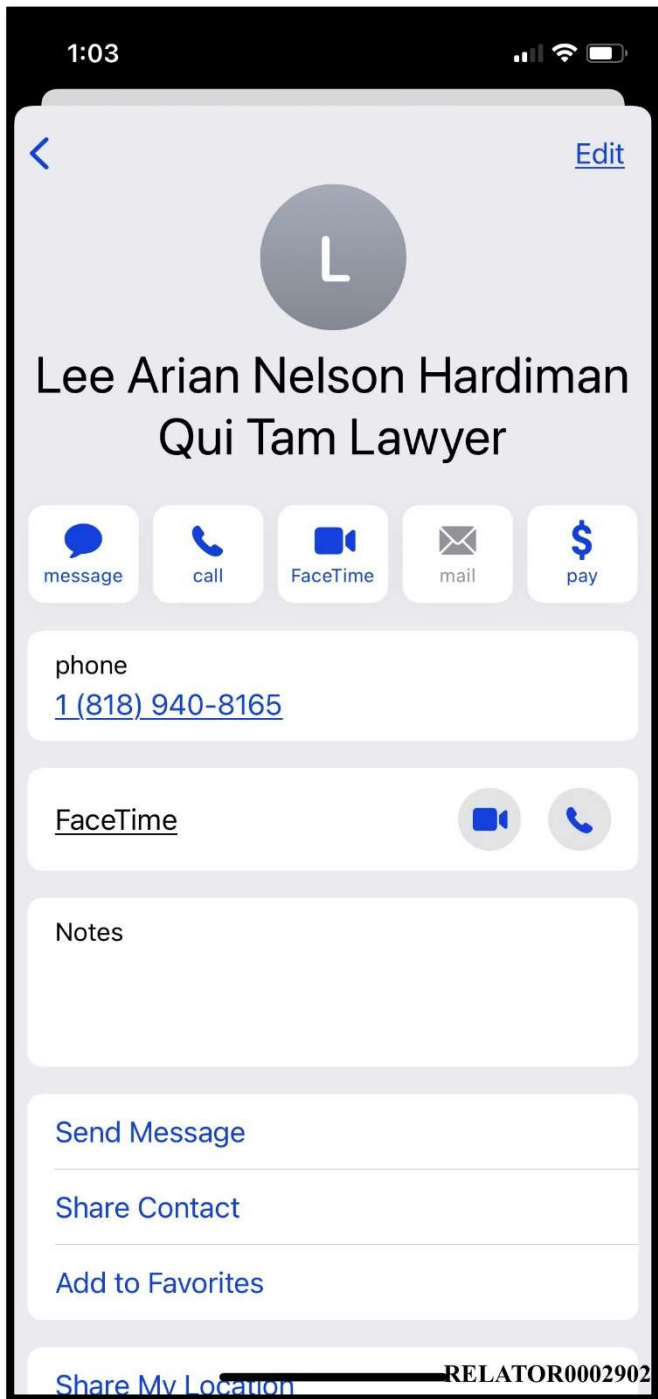 1:03
Edit
L
Lee Arian Nelson Hardiman
Qui Tam Lawyer
message call FaceTime mail pay
phone
1 (818) 940-8165
FaceTime
Notes
Send Message
Share Contact
Add to Favorites
Share My Location
RELATOR0002902